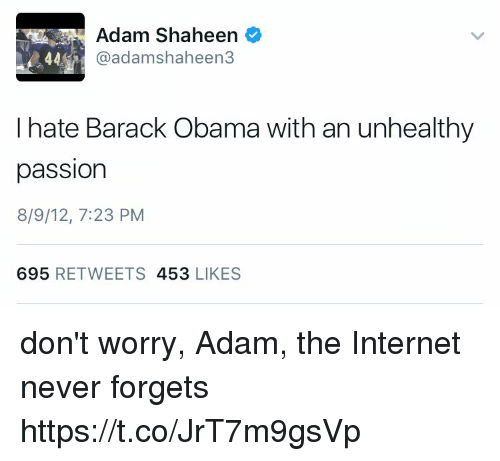 Adam Shaheen
@adamshaheen3
44
I hate Barack Obama with an unhealthy
passion
8/9/12, 7:23 PM
695 RETWEETS 453 LIKES
don't worry, Adam, the Internet
never forgets
https://t.co/JrT7m9gsVp